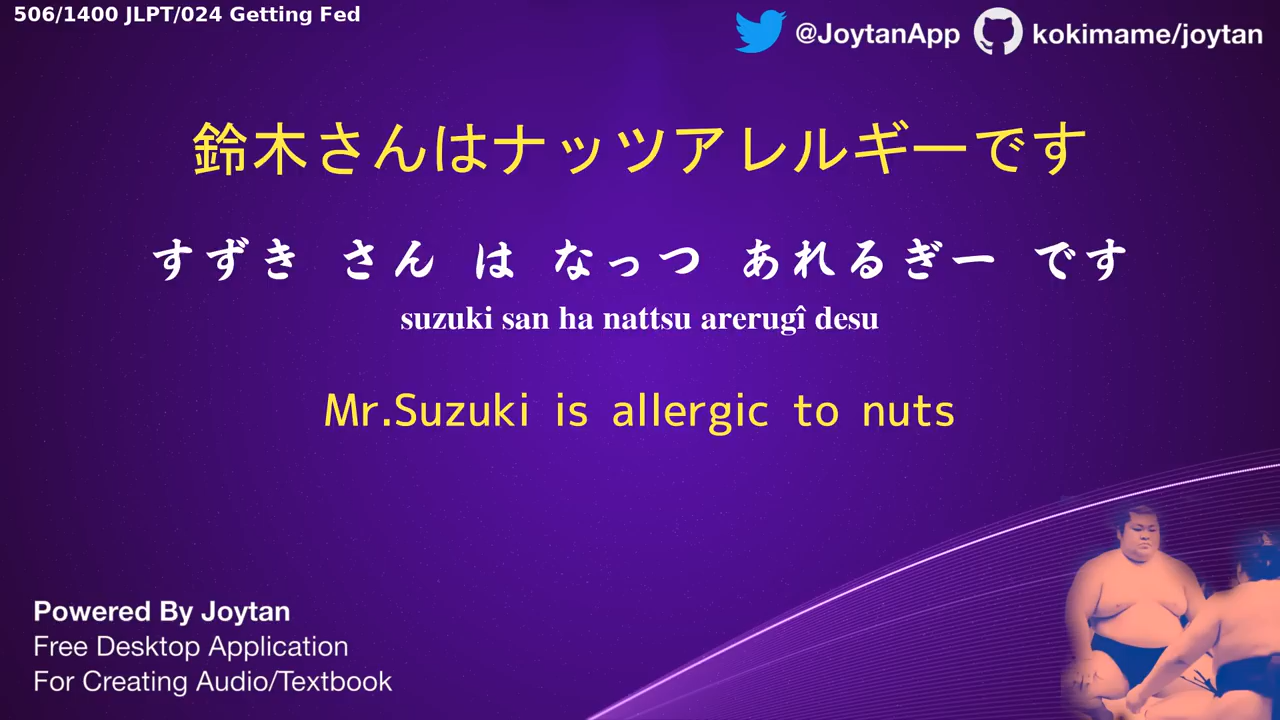 506/1400 JLPT/024 Getting Fed
@JoytanApp kokimame/joytan
鈴木さんはナッツアレルギーです
すずき さん は なっつ あれるぎー です
suzuki san ha nattsu arerugî desu
Mr.Suzuki is allergic to nuts
Powered By Joytan
Free Desktop Application
For Creating Audio/Textbook